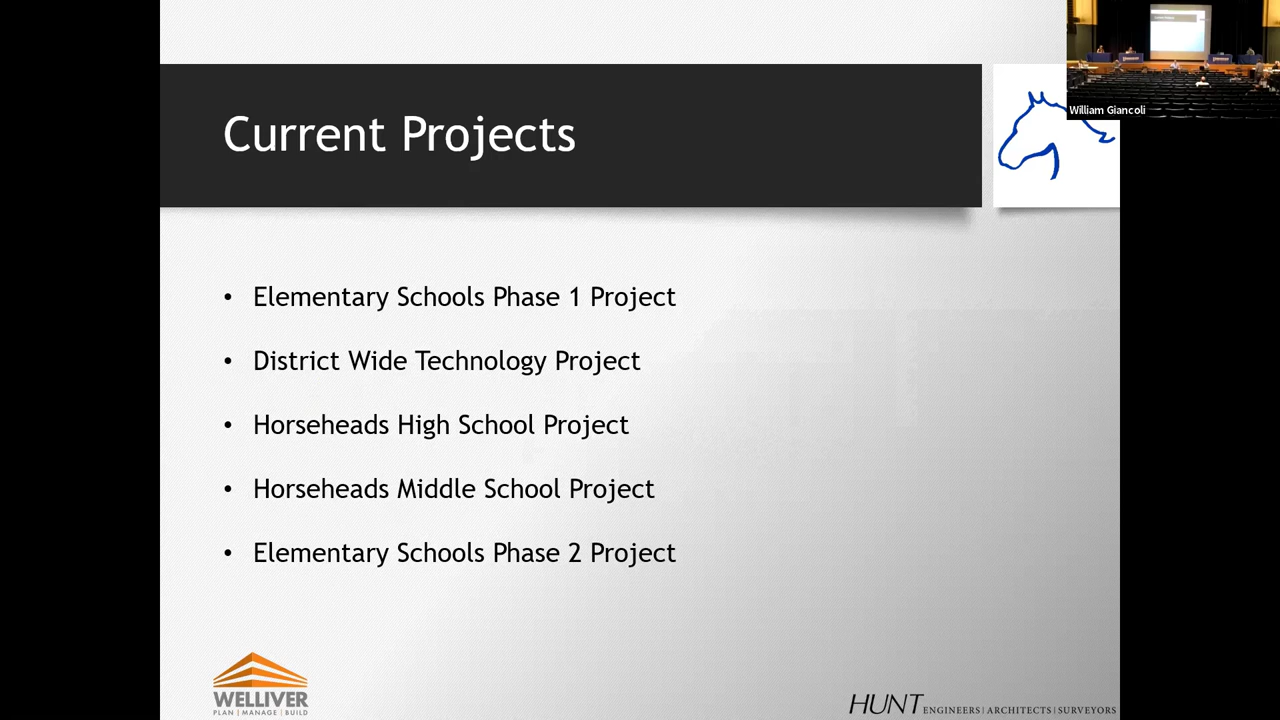 Current Projects
William Giancoli
• Elementary Schools Phase 1 Project
• District Wide Technology Project
• Horseheads High School Project
• Horseheads Middle School Project
• Elementary Schools Phase 2 Project
WELLIVER
PLAN | MANAGE | BUILD
HUNT ENGINEERS | ARCHITECTS | SURVEYORS